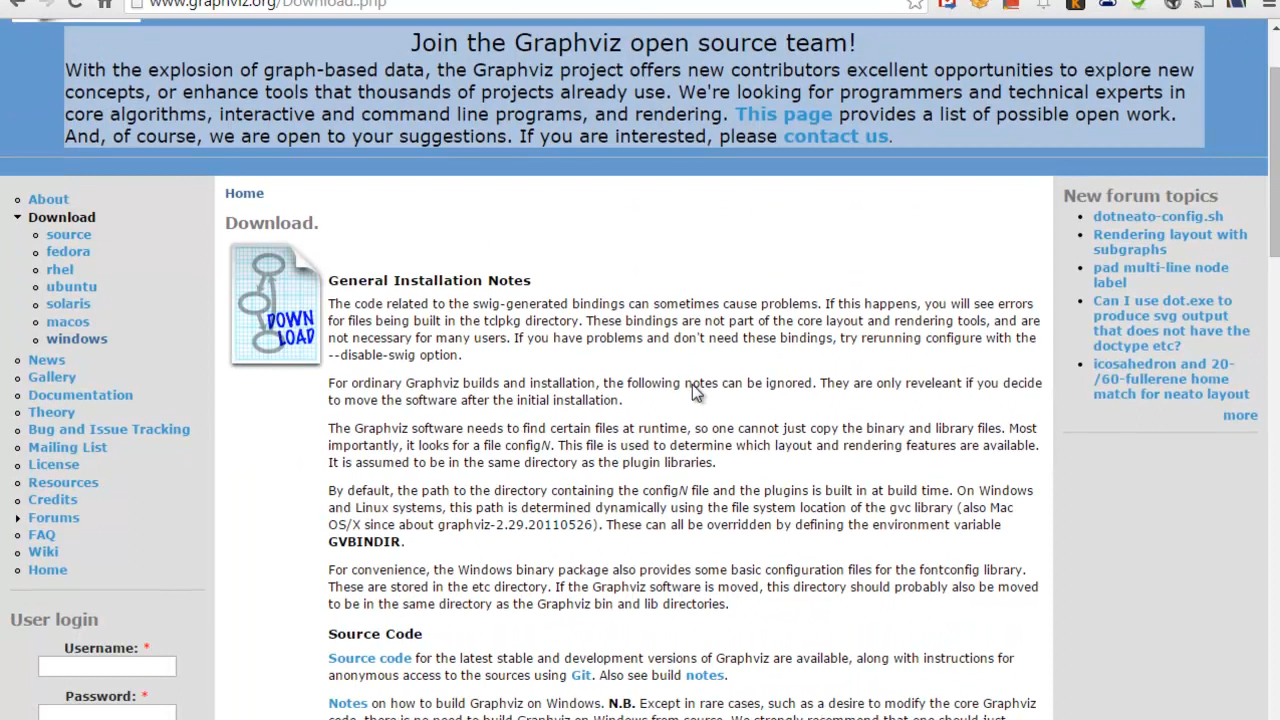 www.graphviz.org/Download..php
Join the Graphviz open source team!
With the explosion of graph-based data, the Graphviz project offers new contributors excellent opportunities to explore new
concepts, or enhance tools that thousands of projects already use. We're looking for programmers and technical experts in
core algorithms, interactive and command line programs, and rendering. This page provides a list of possible open work.
And, of course, we are open to your suggestions. If you are interested, please contact us.
About
Download
source
fedora
rhel
ubuntu
solaris
macos
windows
News
Gallery
Documentation
Theory
Bug and Issue Tracking
Mailing List
License
Resources
Credits
Forums
FAQ
Wiki
Home
User login
Username: *
Password: *
Home
Download.
DOWN
LOAD
General Installation Notes
The code related to the swig-generated bindings can sometimes cause problems. If this happens, you will see errors
for files being built in the tclpkg directory. These bindings are not part of the core layout and rendering tools, and are
not necessary for many users. If you have problems and don't need these bindings, try rerunning configure with the
--disable-swig option.
For ordinary Graphviz builds and installation, the following notes can be ignored. They are only reveleant if you decide
to move the software after the initial installation.
The Graphviz software needs to find certain files at runtime, so one cannot just copy the binary and library files. Most
importantly, it looks for a file configN. This file is used to determine which layout and rendering features are available.
It is assumed to be in the same directory as the plugin libraries.
By default, the path to the directory containing the configN file and the plugins is built in at build time. On Windows
and Linux systems, this path is determined dynamically using the file system location of the gvc library (also Mac
OS/X since about graphviz-2.29.20110526). These can all be overridden by defining the environment variable
GVBINDIR.
For convenience, the Windows binary package also provides some basic configuration files for the fontconfig library.
These are stored in the etc directory. If the Graphviz software is moved, this directory should probably also be moved
to be in the same directory as the Graphviz bin and lib directories.
Source Code
Source code for the latest stable and development versions of Graphviz are available, along with instructions for
anonymous access to the sources using Git. Also see build notes.
Notes on how to build Graphviz on Windows. N.B. Except in rare cases, such as a desire to modify the core Graphviz
code, there is no need to build Graphviz on Windows from source. We strongly recommend that one should just
New forum topics
dotneato-config.sh
Rendering layout with
subgraphs
pad multi-line node
label
Can I use dot.exe to
produce svg output
that does not have the
doctype etc?
icosahedron and 20-
/60-fullerene home
match for neato layout
more